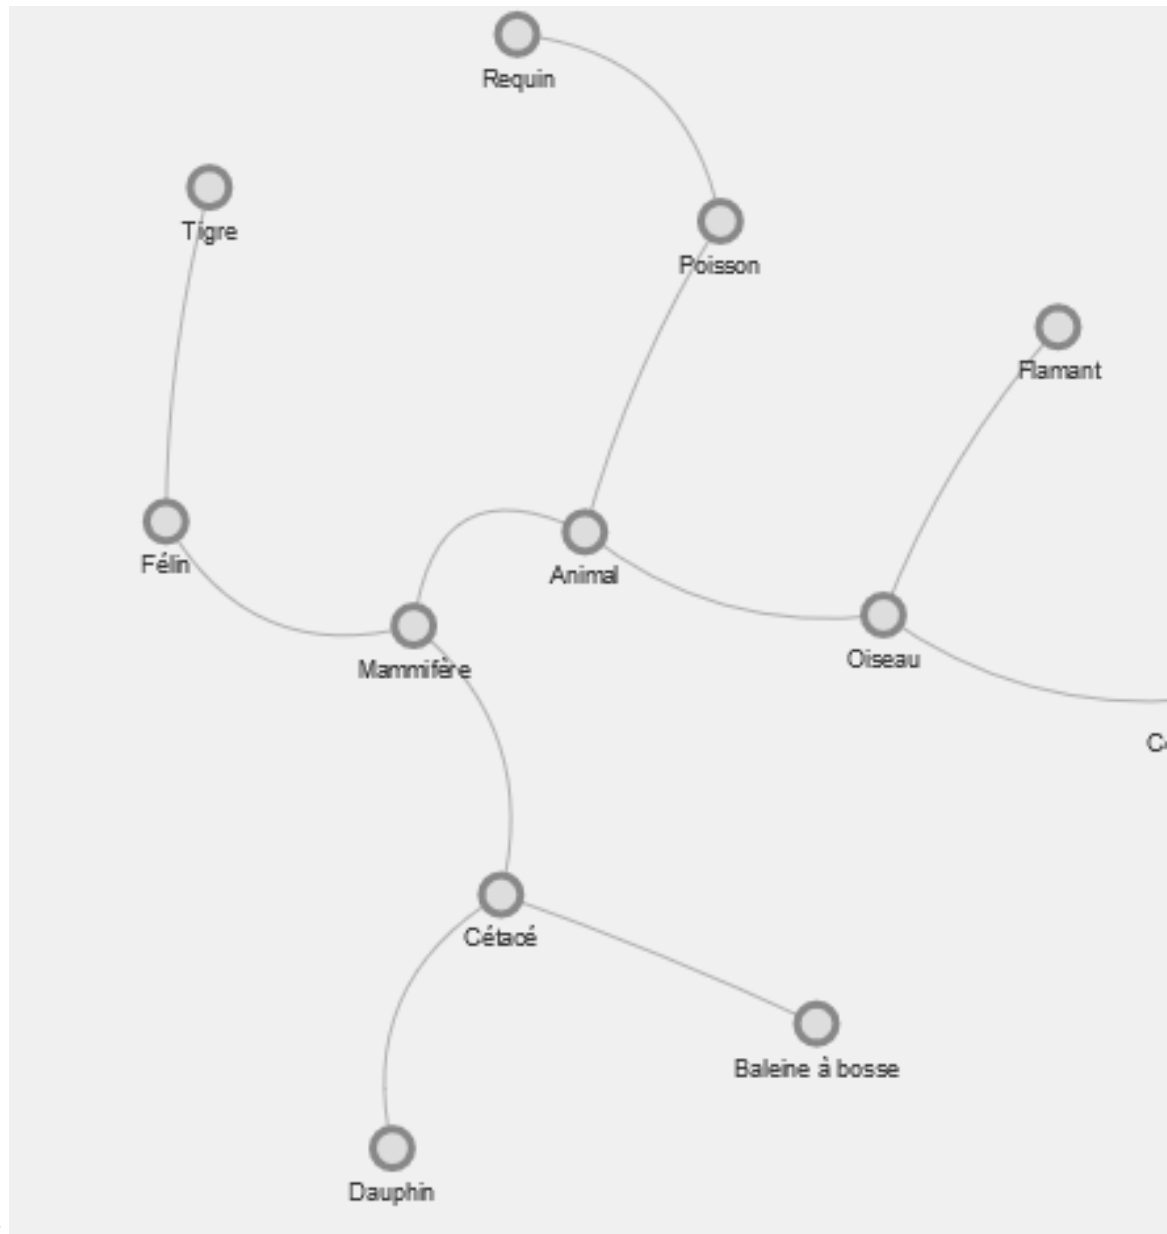 Requin
Tigre
Poisson
Flamant
Félin
Animal
Mammifère
Oiseau
Cétacé
Baleine à bosse
Dauphin